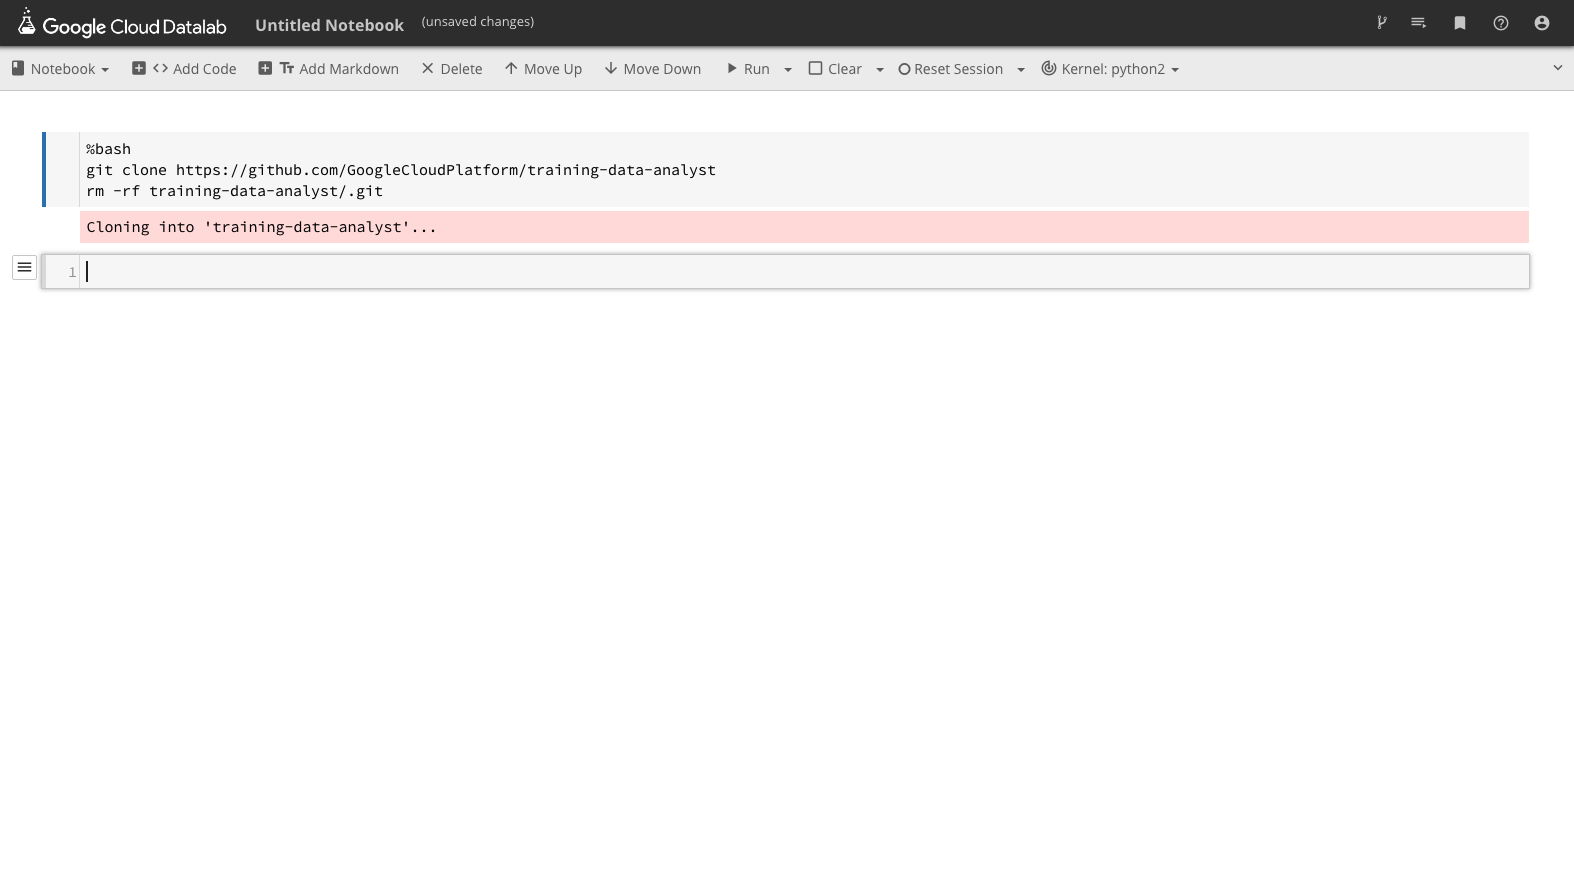 Google Cloud Datalab Untitled Notebook (unsaved changes)
Notebook Add Code Tт Add Markdown Delete Move Up Move Down Run Clear Reset Session Kernel: python2
%bash
git clone https://github.com/GoogleCloudPlatform/training-data-analyst
rm -rf training-data-analyst/.git
Cloning into 'training-data-analyst'...
1